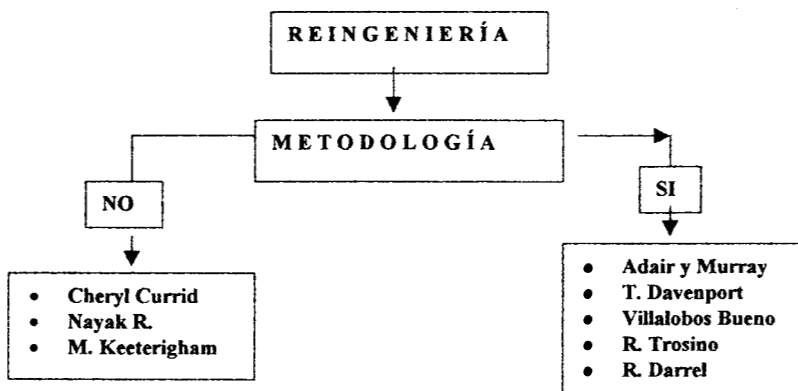 REINGENIERÍA
METODOLOGÍA
NO
SI
• Cheryl Currid
• Nayak R.
• M. Keeterigham
• Adair y Murray
• T. Davenport
• Villalobos Bueno
• R. Trosino
• R. Darrel